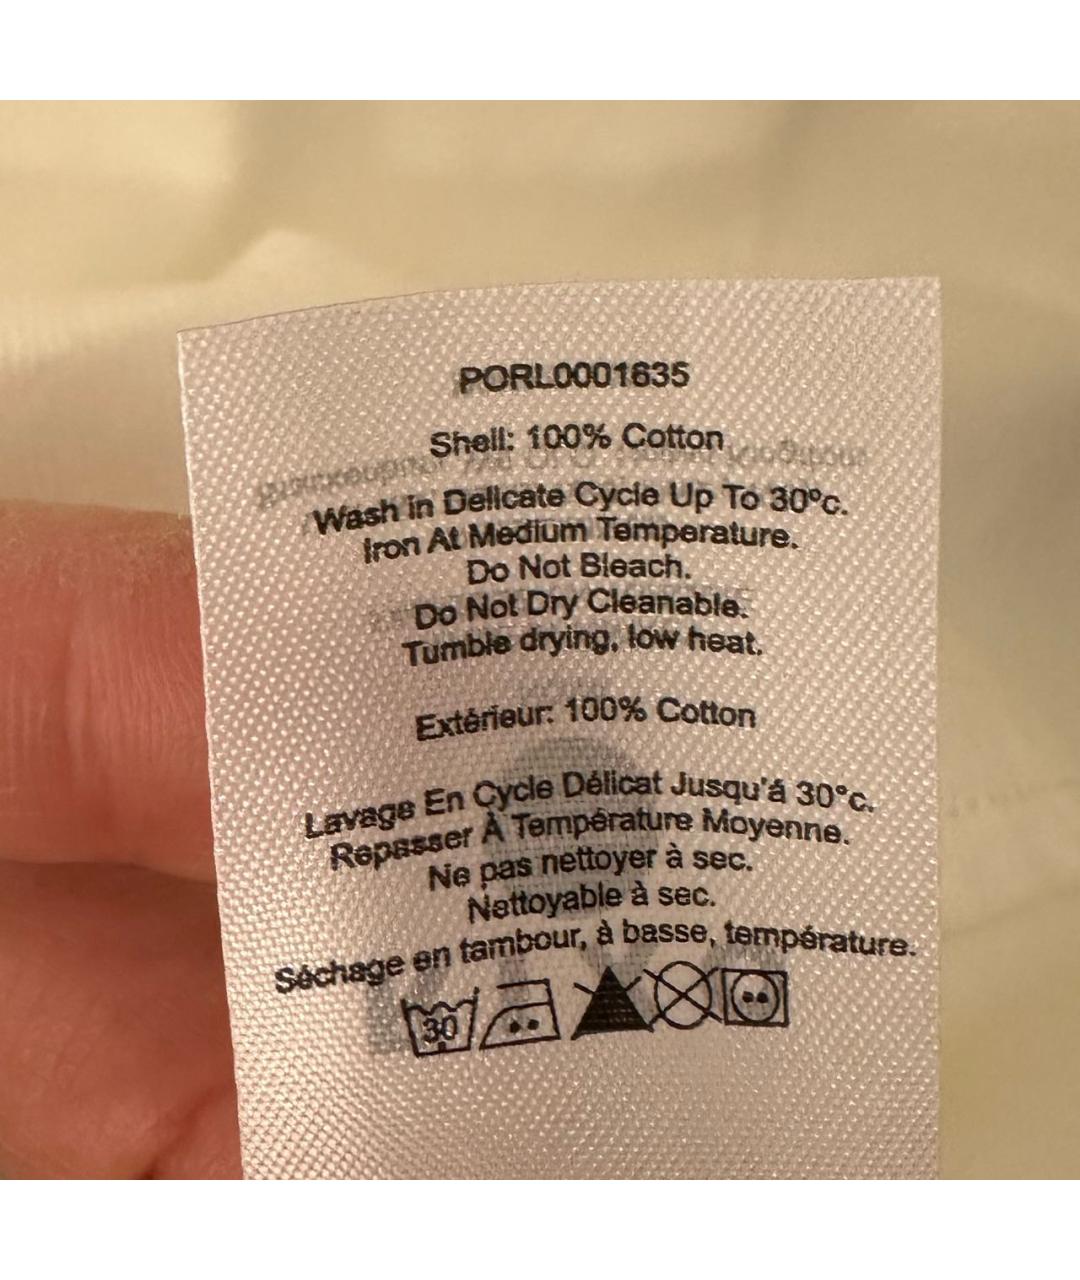 PORL0001635
Shell: 100% Cotton
Wash in Delicate Cycle Up To 30ºc.
Iron At Medium Temperature.
Do Not Bleach.
Do Not Dry Cleanable.
Tumble drying, low heat.
Extérieur: 100% Cotton
Lavage En Cycle Délicat Jusqu'á 30°c.
Repasser À Température Moyenne.
Ne pas nettoyer à sec.
Nettoyable à sec.
Séchage en tambour, à basse, température.
30